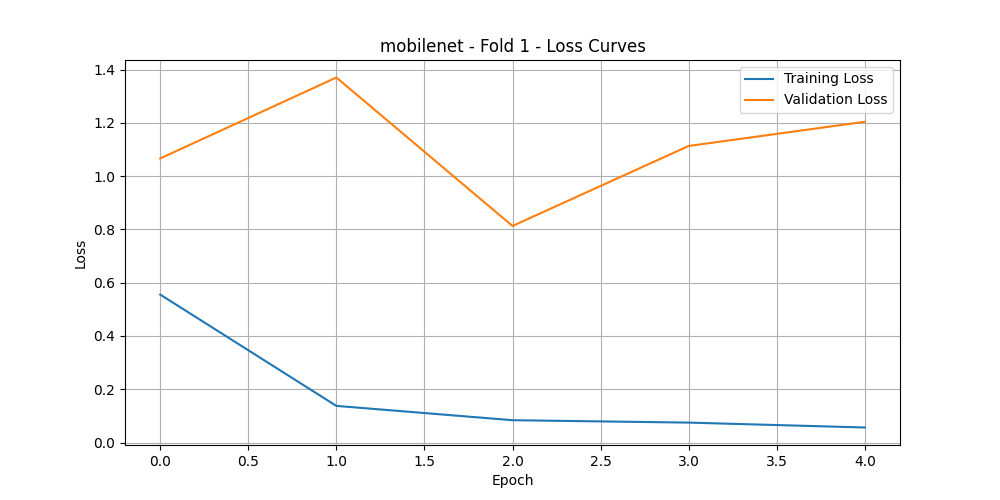 mobilenet - Fold 1 - Loss Curves
Training Loss
Validation Loss
Loss
1.4
1.2
1.0
0.8
0.6
0.4
0.2
0.0
0.0 0.5 1.0 1.5 2.0 2.5 3.0 3.5 4.0
Epoch